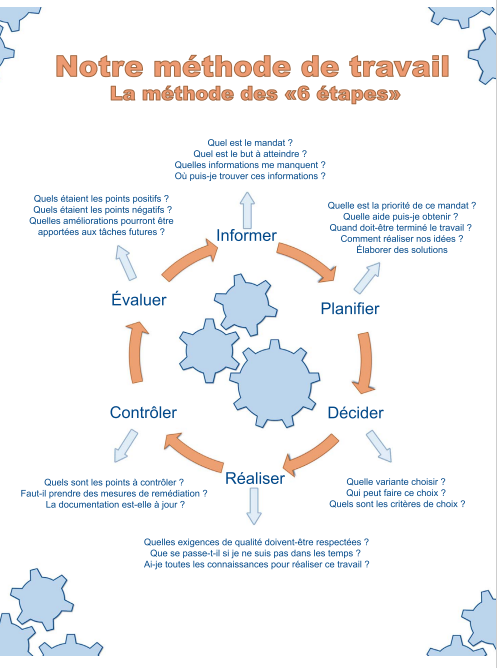 Notre méthode de travail
La méthode des «6 étapes»
Quel est le mandat ?
Quel est le but à atteindre ?
Quelles informations me manquent ?
Où puis-je trouver ces informations ?
Informer
Quelle est la priorité de ce mandat ?
Quelle aide puis-je obtenir ?
Quand doit-être terminé le travail ?
Comment réaliser nos idées ?
Élaborer des solutions
Planifier
Décider
Quelle variante choisir ?
Qui peut faire ce choix ?
Quels sont les critères de choix ?
Réaliser
Quelles exigences de qualité doivent-être respectées ?
Que se passe-t-il si je ne suis pas dans les temps ?
Ai-je toutes les connaissances pour réaliser ce travail ?
Contrôler
Quels sont les points à contrôler ?
Faut-il prendre des mesures de remédiation ?
La documentation est-elle à jour ?
Évaluer
Quels étaient les points positifs ?
Quels étaient les points négatifs ?
Quelles améliorations pourront être
apportées aux tâches futures ?